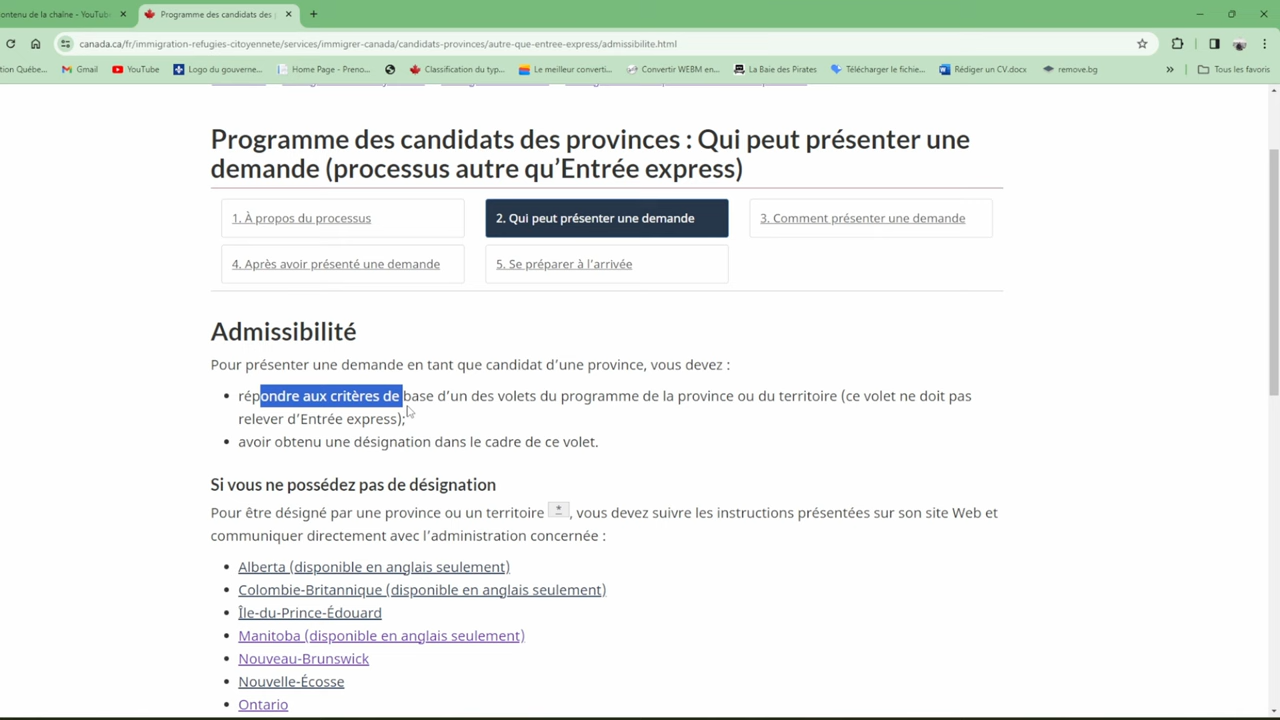 ontenu de la chaîne - YouTub
Programme des candidats des
canada.ca/fr/immigration-refugies-citoyennete/services/immigrer-canada/candidats-provinces/autre-que-entree-express/admissibilite.html
tion Québe...
Gmail
YouTube
Logo du gouverne...
Home Page - Preno...
Classification du typ...
Le meilleur converti...
Convertir WEBM en...
La Baie des Pirates
Télécharger le fichie...
Rédiger un CV.docx
remove.bg
Tous les favoris
Programme des candidats des provinces : Qui peut présenter une
demande (processus autre qu’Entrée express)
1. À propos du processus
2. Qui peut présenter une demande
3. Comment présenter une demande
4. Après avoir présenté une demande
5. Se préparer à l’arrivée
Admissibilité
Pour présenter une demande en tant que candidat d’une province, vous devez :
• répondre aux critères de base d’un des volets du programme de la province ou du territoire (ce volet ne doit pas
relever d’Entrée express);
• avoir obtenu une désignation dans le cadre de ce volet.
Si vous ne possédez pas de désignation
Pour être désigné par une province ou un territoire *, vous devez suivre les instructions présentées sur son site Web et
communiquer directement avec l’administration concernée :
• Alberta (disponible en anglais seulement)
• Colombie-Britannique (disponible en anglais seulement)
• Île-du-Prince-Édouard
• Manitoba (disponible en anglais seulement)
• Nouveau-Brunswick
• Nouvelle-Écosse
• Ontario